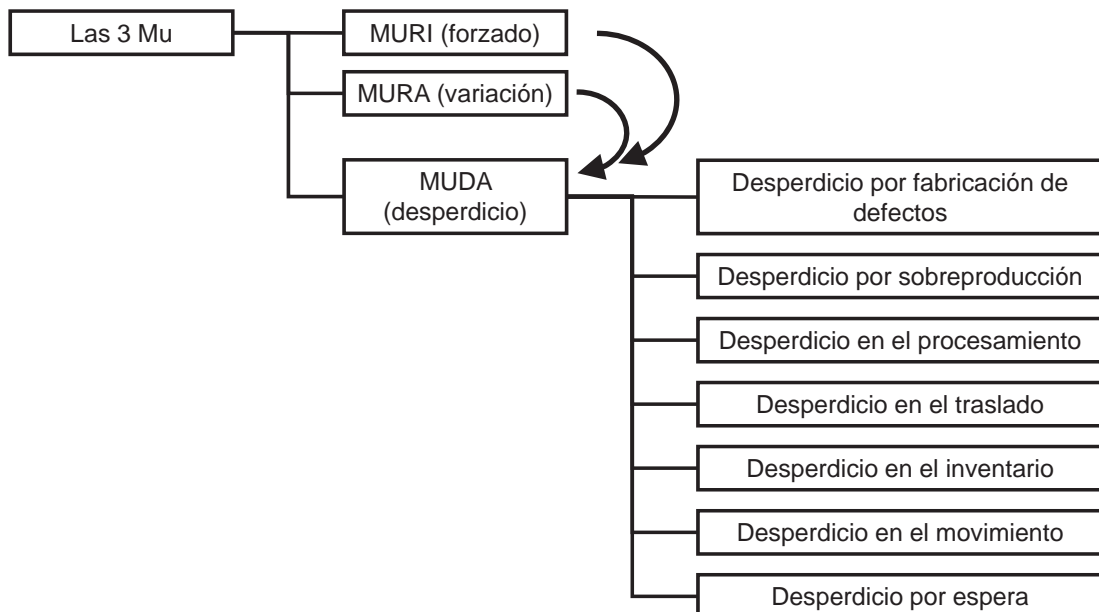 Las 3 Mu
MURI (forzado)
MURA (variación)
MUDA
(desperdicio)
Desperdicio por fabricación de
defectos
Desperdicio por sobreproducción
Desperdicio en el procesamiento
Desperdicio en el traslado
Desperdicio en el inventario
Desperdicio en el movimiento
Desperdicio por espera